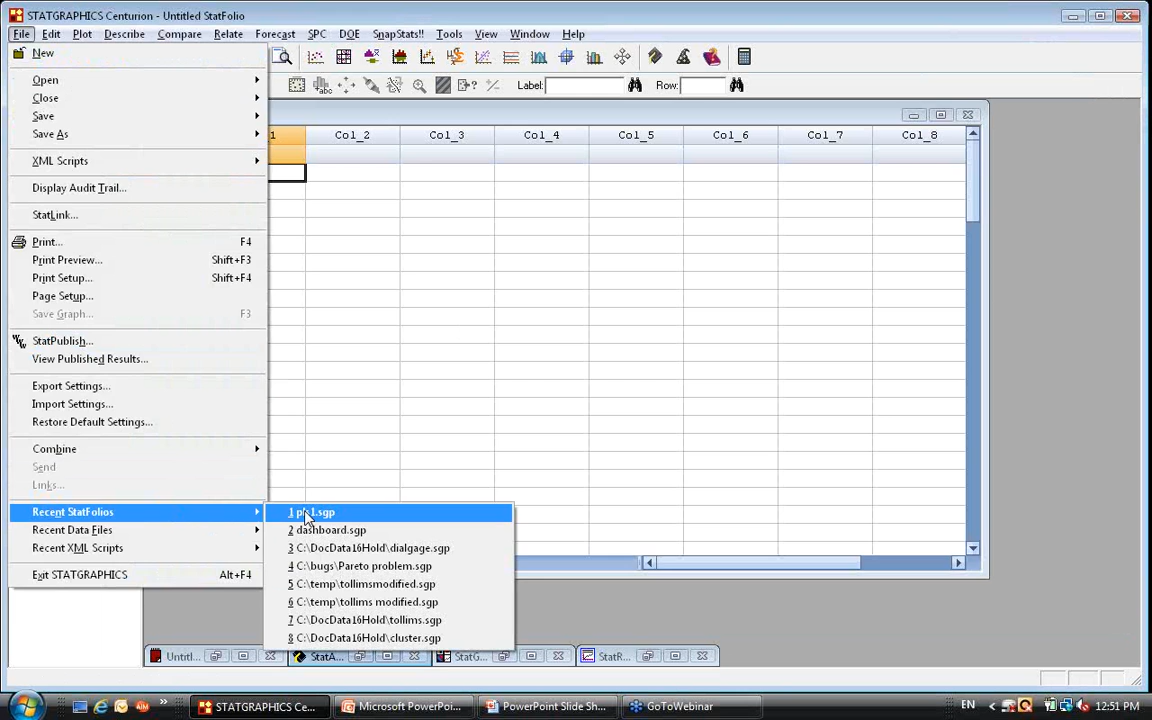 STATGRAPHICS Centurion - Untitled StatFolio
File Edit Plot Describe Compare Relate Forecast SPC DOE SnapStats!! Tools View Window Help
New
Label: Row:
Open
Close
Save
Save As
Col_2 Col_3 Col_4 Col_5 Col_6 Col_7 Col_8
XML Scripts
Display Audit Trail...
StatLink...
Print... F4
Print Preview... Shift+F3
Print Setup... Shift+F4
Page Setup...
Save Graph... F3
StatPublish...
View Published Results...
Export Settings...
Import Settings...
Restore Default Settings...
Combine
Send
Links...
Recent StatFolios
Recent Data Files
Recent XML Scripts
Exit STATGRAPHICS Alt+F4
2 dashboard.sgp
3 C:\DocData16Hold\dialgage.sgp
4 C:\bugs\Pareto problem.sgp
5 C:\temp\tollimsmodified.sgp
6 C:\temp\tollims modified.sgp
7 C:\DocData16Hold\tollims.sgp
8 C:\DocData16Hold\cluster.sgp
Untitl... StatA... StatG... StatR...
STATGRAPHICS Ce... Microsoft PowerPoi... PowerPoint Slide Sh... GoToWebinar EN 12:51 PM